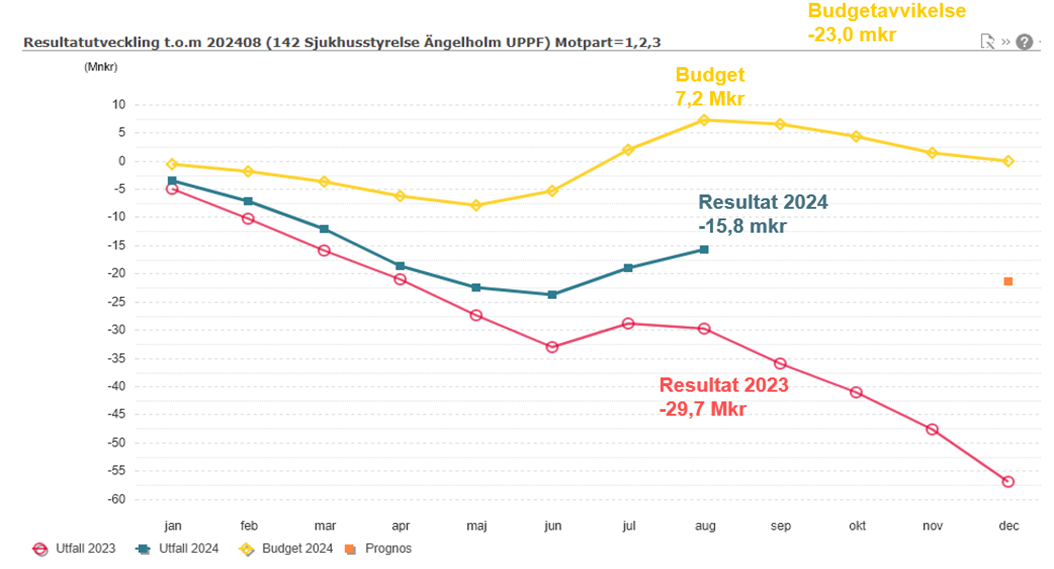 Budgetavvikelse
-23,0 mkr
Resultatutveckling t.o.m 202408 (142 Sjukhusstyrelse Ängelholm UPPF) Motpart=1,2,3
(Mnkr)
Budget
7,2 Mkr
10
5
0
-5
-10
-15
-20
-25
-30
-35
-40
-45
-50
-55
-60
Resultat 2024
-15,8 mkr
Resultat 2023
-29,7 Mkr
jan feb mar apr maj jun jul aug sep okt nov dec
Utfall 2023 Utfall 2024 Budget 2024 Prognos